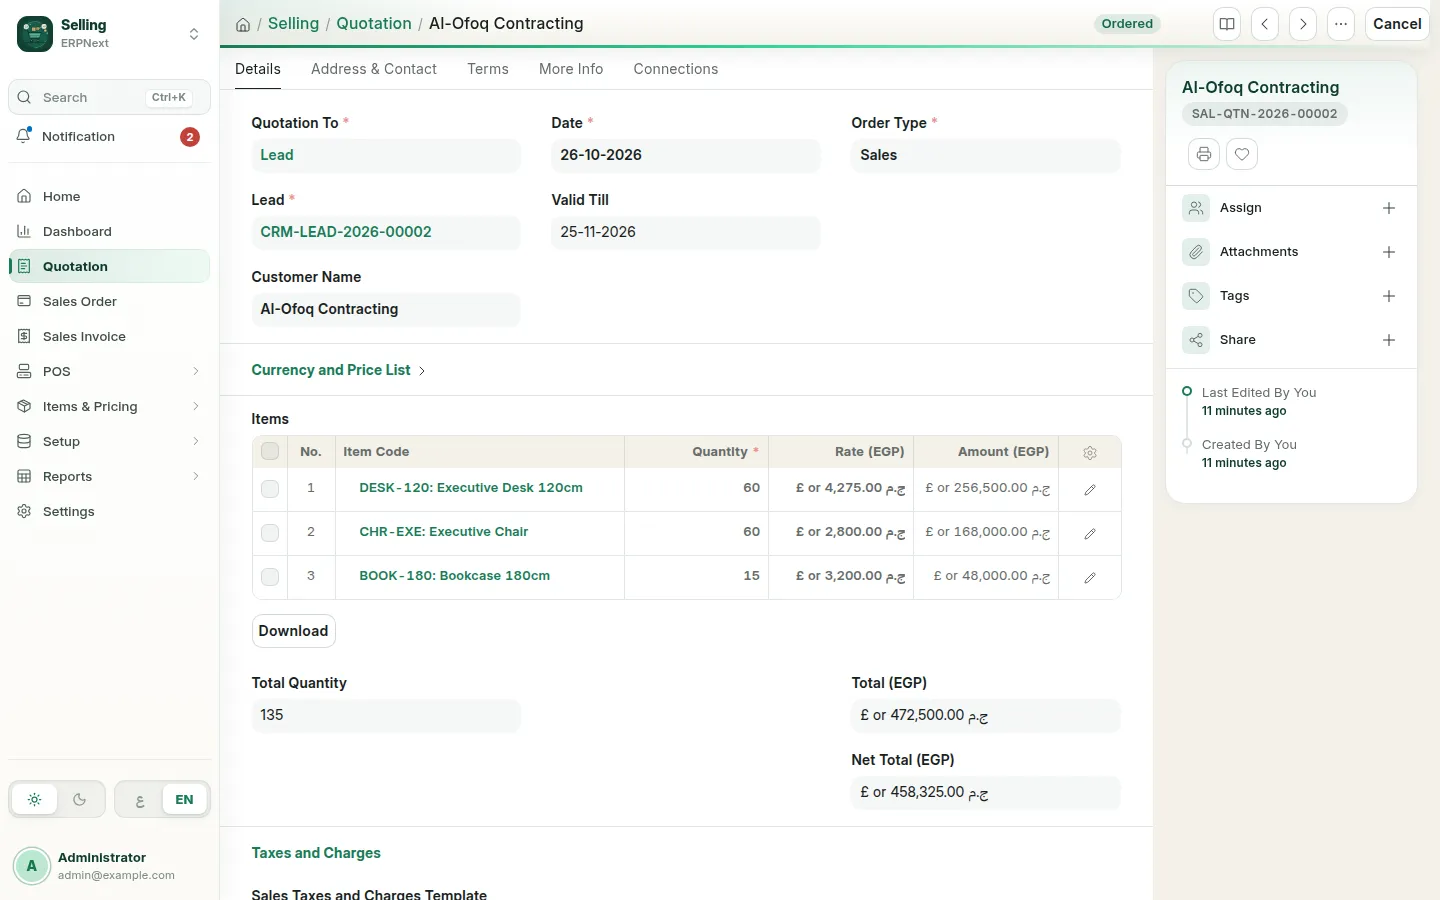 Selling
ERPNext
Search Ctrl+K
Notification 2
Home
Dashboard
Quotation
Sales Order
Sales Invoice
POS
Items & Pricing
Setup
Reports
Settings
ع EN
A
Administrator
admin@example.com
/ Selling / Quotation / Al-Ofoq Contracting Ordered Cancel
Details Address & Contact Terms More Info Connections
Quotation To * Date * Order Type *
Lead 26-10-2026 Sales
Lead * Valid Till
CRM-LEAD-2026-00002 25-11-2026
Customer Name
Al-Ofoq Contracting
Currency and Price List
Items
No. Item Code Quantity * Rate (EGP) Amount (EGP)
1 DESK-120: Executive Desk 120cm 60 £ or 4,275.00 ج.م £ or 256,500.00 ج.م
2 CHR-EXE: Executive Chair 60 £ or 2,800.00 ج.م £ or 168,000.00 ج.م
3 BOOK-180: Bookcase 180cm 15 £ or 3,200.00 ج.م £ or 48,000.00 ج.م
Download
Total Quantity Total (EGP)
135 £ or 472,500.00 ج.م
Net Total (EGP)
£ or 458,325.00 ج.م
Taxes and Charges
Sales Taxes and Charges Template
Al-Ofoq Contracting
SAL-QTN-2026-00002
Assign
Attachments
Tags
Share
Last Edited By You
11 minutes ago
Created By You
11 minutes ago